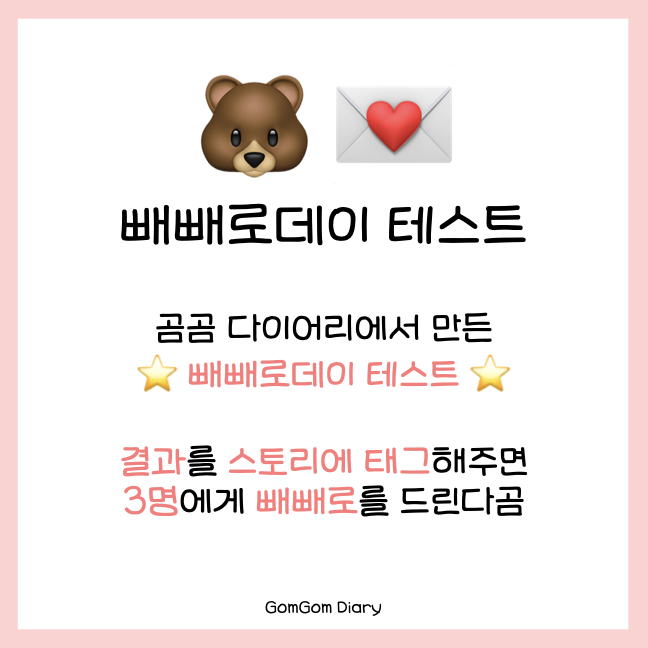 빼빼로데이 테스트
곰곰 다이어리에서 만든
빼빼로데이 테스트
결과를 스토리에 태그해주면
3명에게 빼빼로를 드린다곰
GomGom Diary